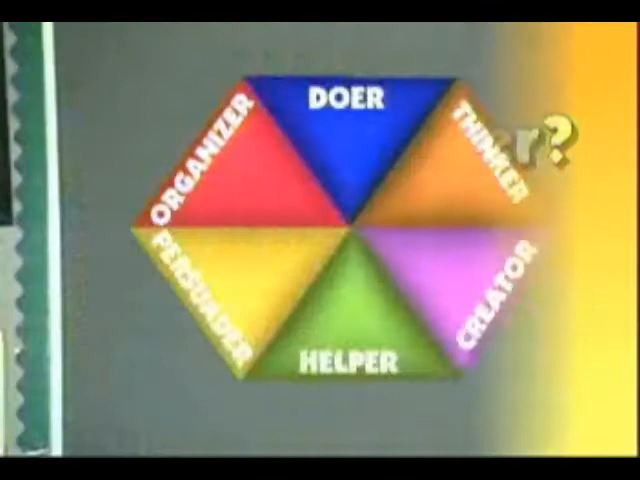 DOER
THINKER
CREATOR
HELPER
PERSUADER
ORGANIZER
r?